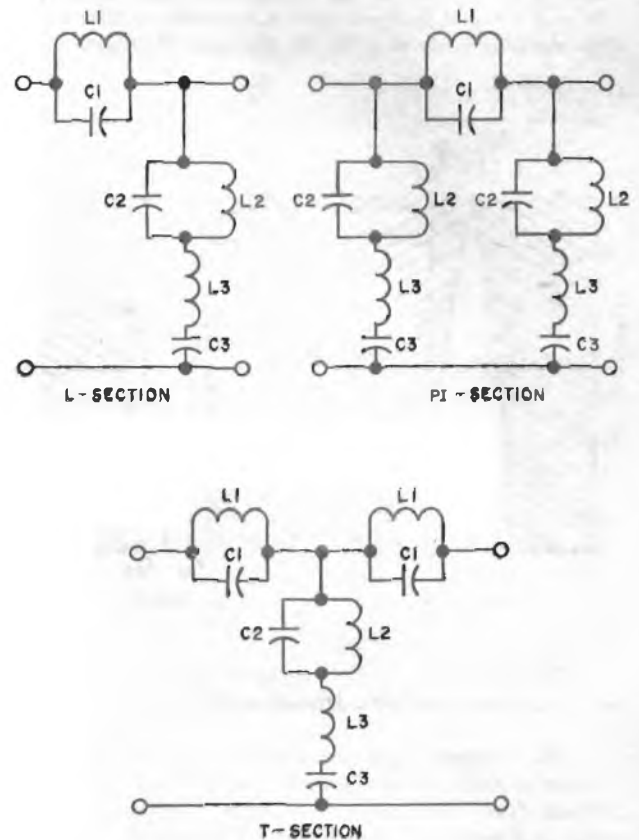 L1
C1
C2
L2
L3
C3
L-SECTION
L1
C1
C2
L2
L3
C3
C2
L2
L3
C3
PI-SECTION
L1
C1
L1
C1
C2
L2
L3
C3
T-SECTION